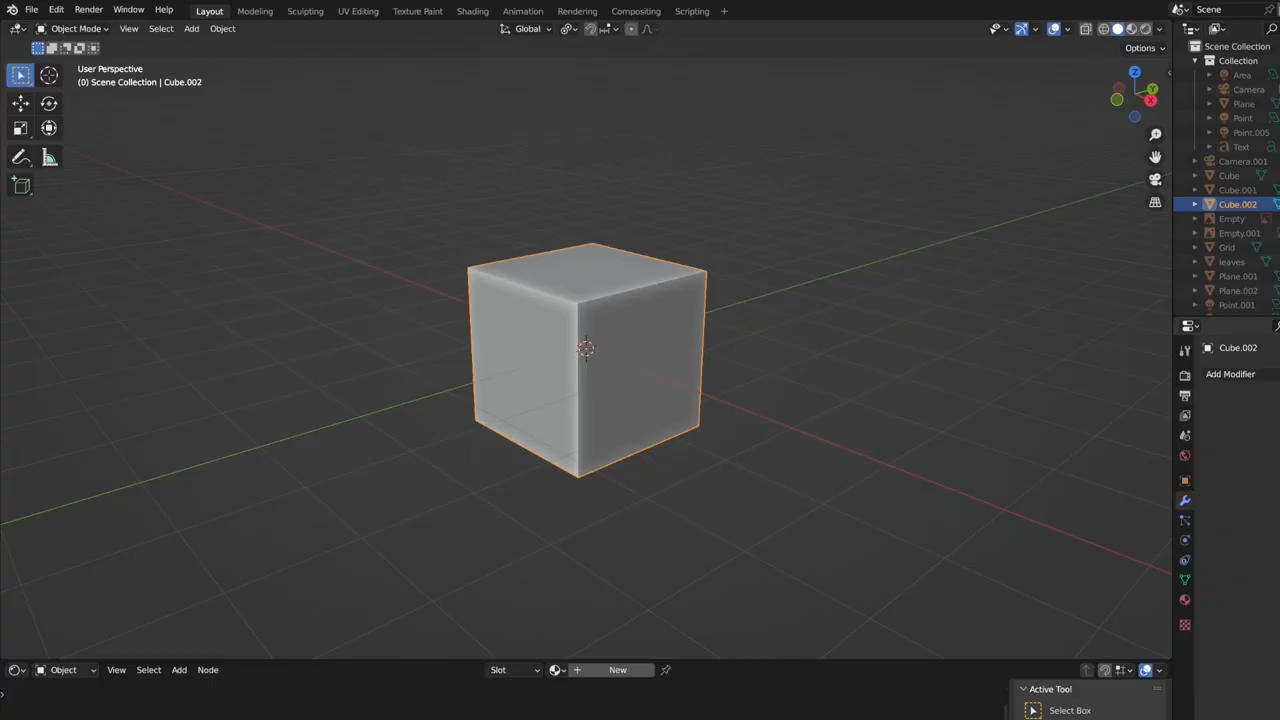 File Edit Render Window Help Layout Modeling Sculpting UV Editing Texture Paint Shading Animation Rendering Compositing Scripting + Scene
Object Mode View Select Add Object Global
Options
User Perspective
(0) Scene Collection | Cube.002
Z
Y
X
Scene Collection
Collection
Area
Camera
Plane
Point
Point.005
Text
Camera.001
Cube
Cube.001
Cube.002
Empty
Empty.001
Grid
leaves
Plane.001
Plane.002
Point.001
Cube.002
Add Modifier
Object View Select Add Node Slot + New
Active Tool
Select Box